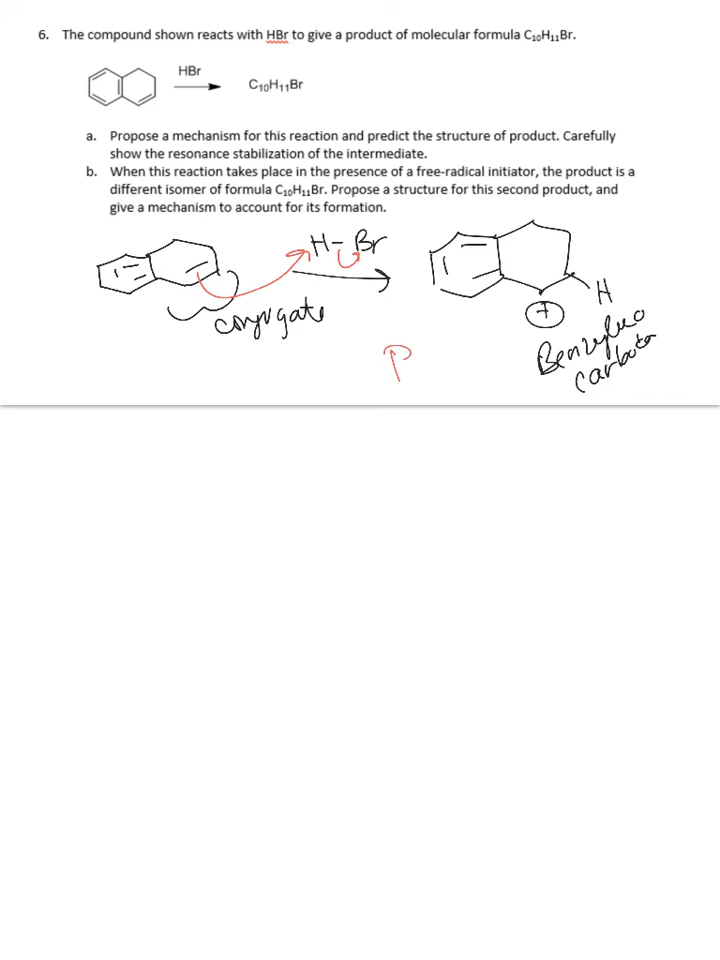 6. The compound shown reacts with HBr to give a product of molecular formula C₁₀H₁₁Br.
HBr
C₁₀H₁₁Br
a. Propose a mechanism for this reaction and predict the structure of product. Carefully
show the resonance stabilization of the intermediate.
b. When this reaction takes place in the presence of a free-radical initiator, the product is a
different isomer of formula C₁₀H₁₁Br. Propose a structure for this second product, and
give a mechanism to account for its formation.
H-Br
H
+
conjugate